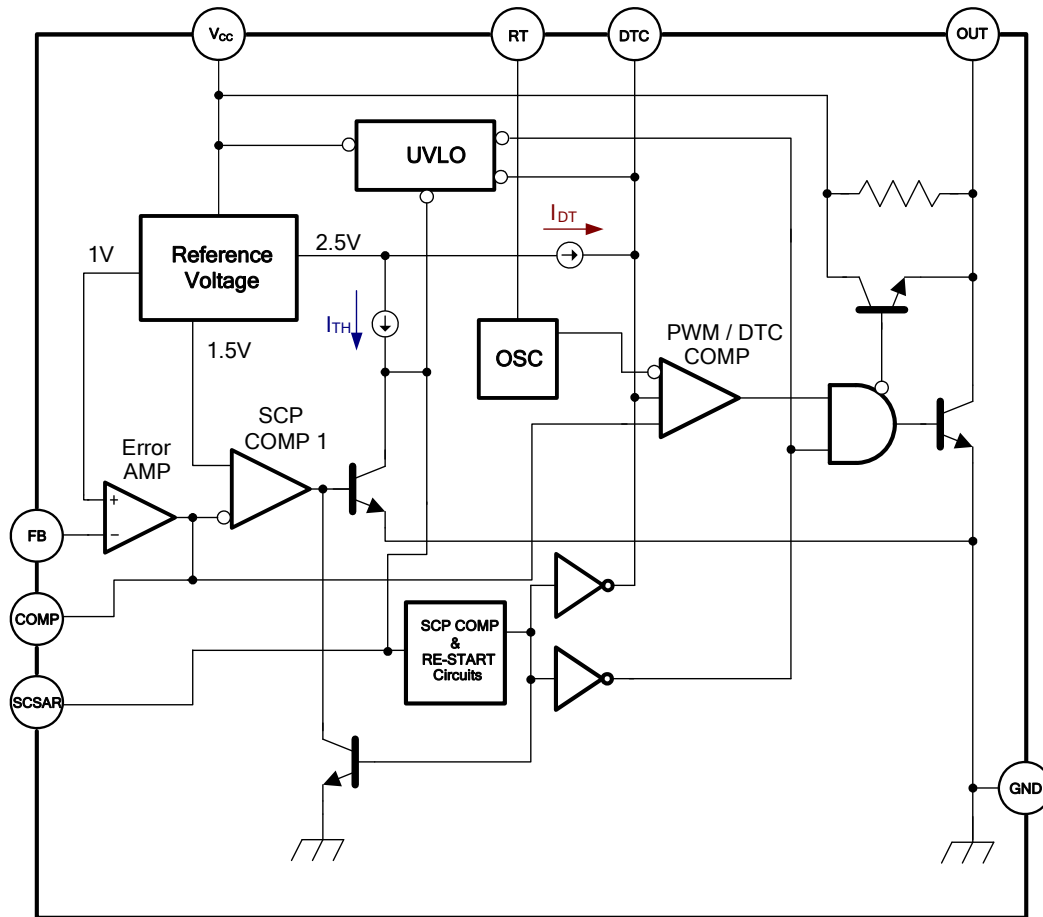 VCC
RT
DTC
OUT
UVLO
IDT
2.5V
1V
Reference
Voltage
ITH
1.5V
OSC
PWM / DTC
COMP
SCP
COMP 1
Error
AMP
+
−
FB
COMP
SCP COMP
&
RE-START
Circuits
SCSAR
GND